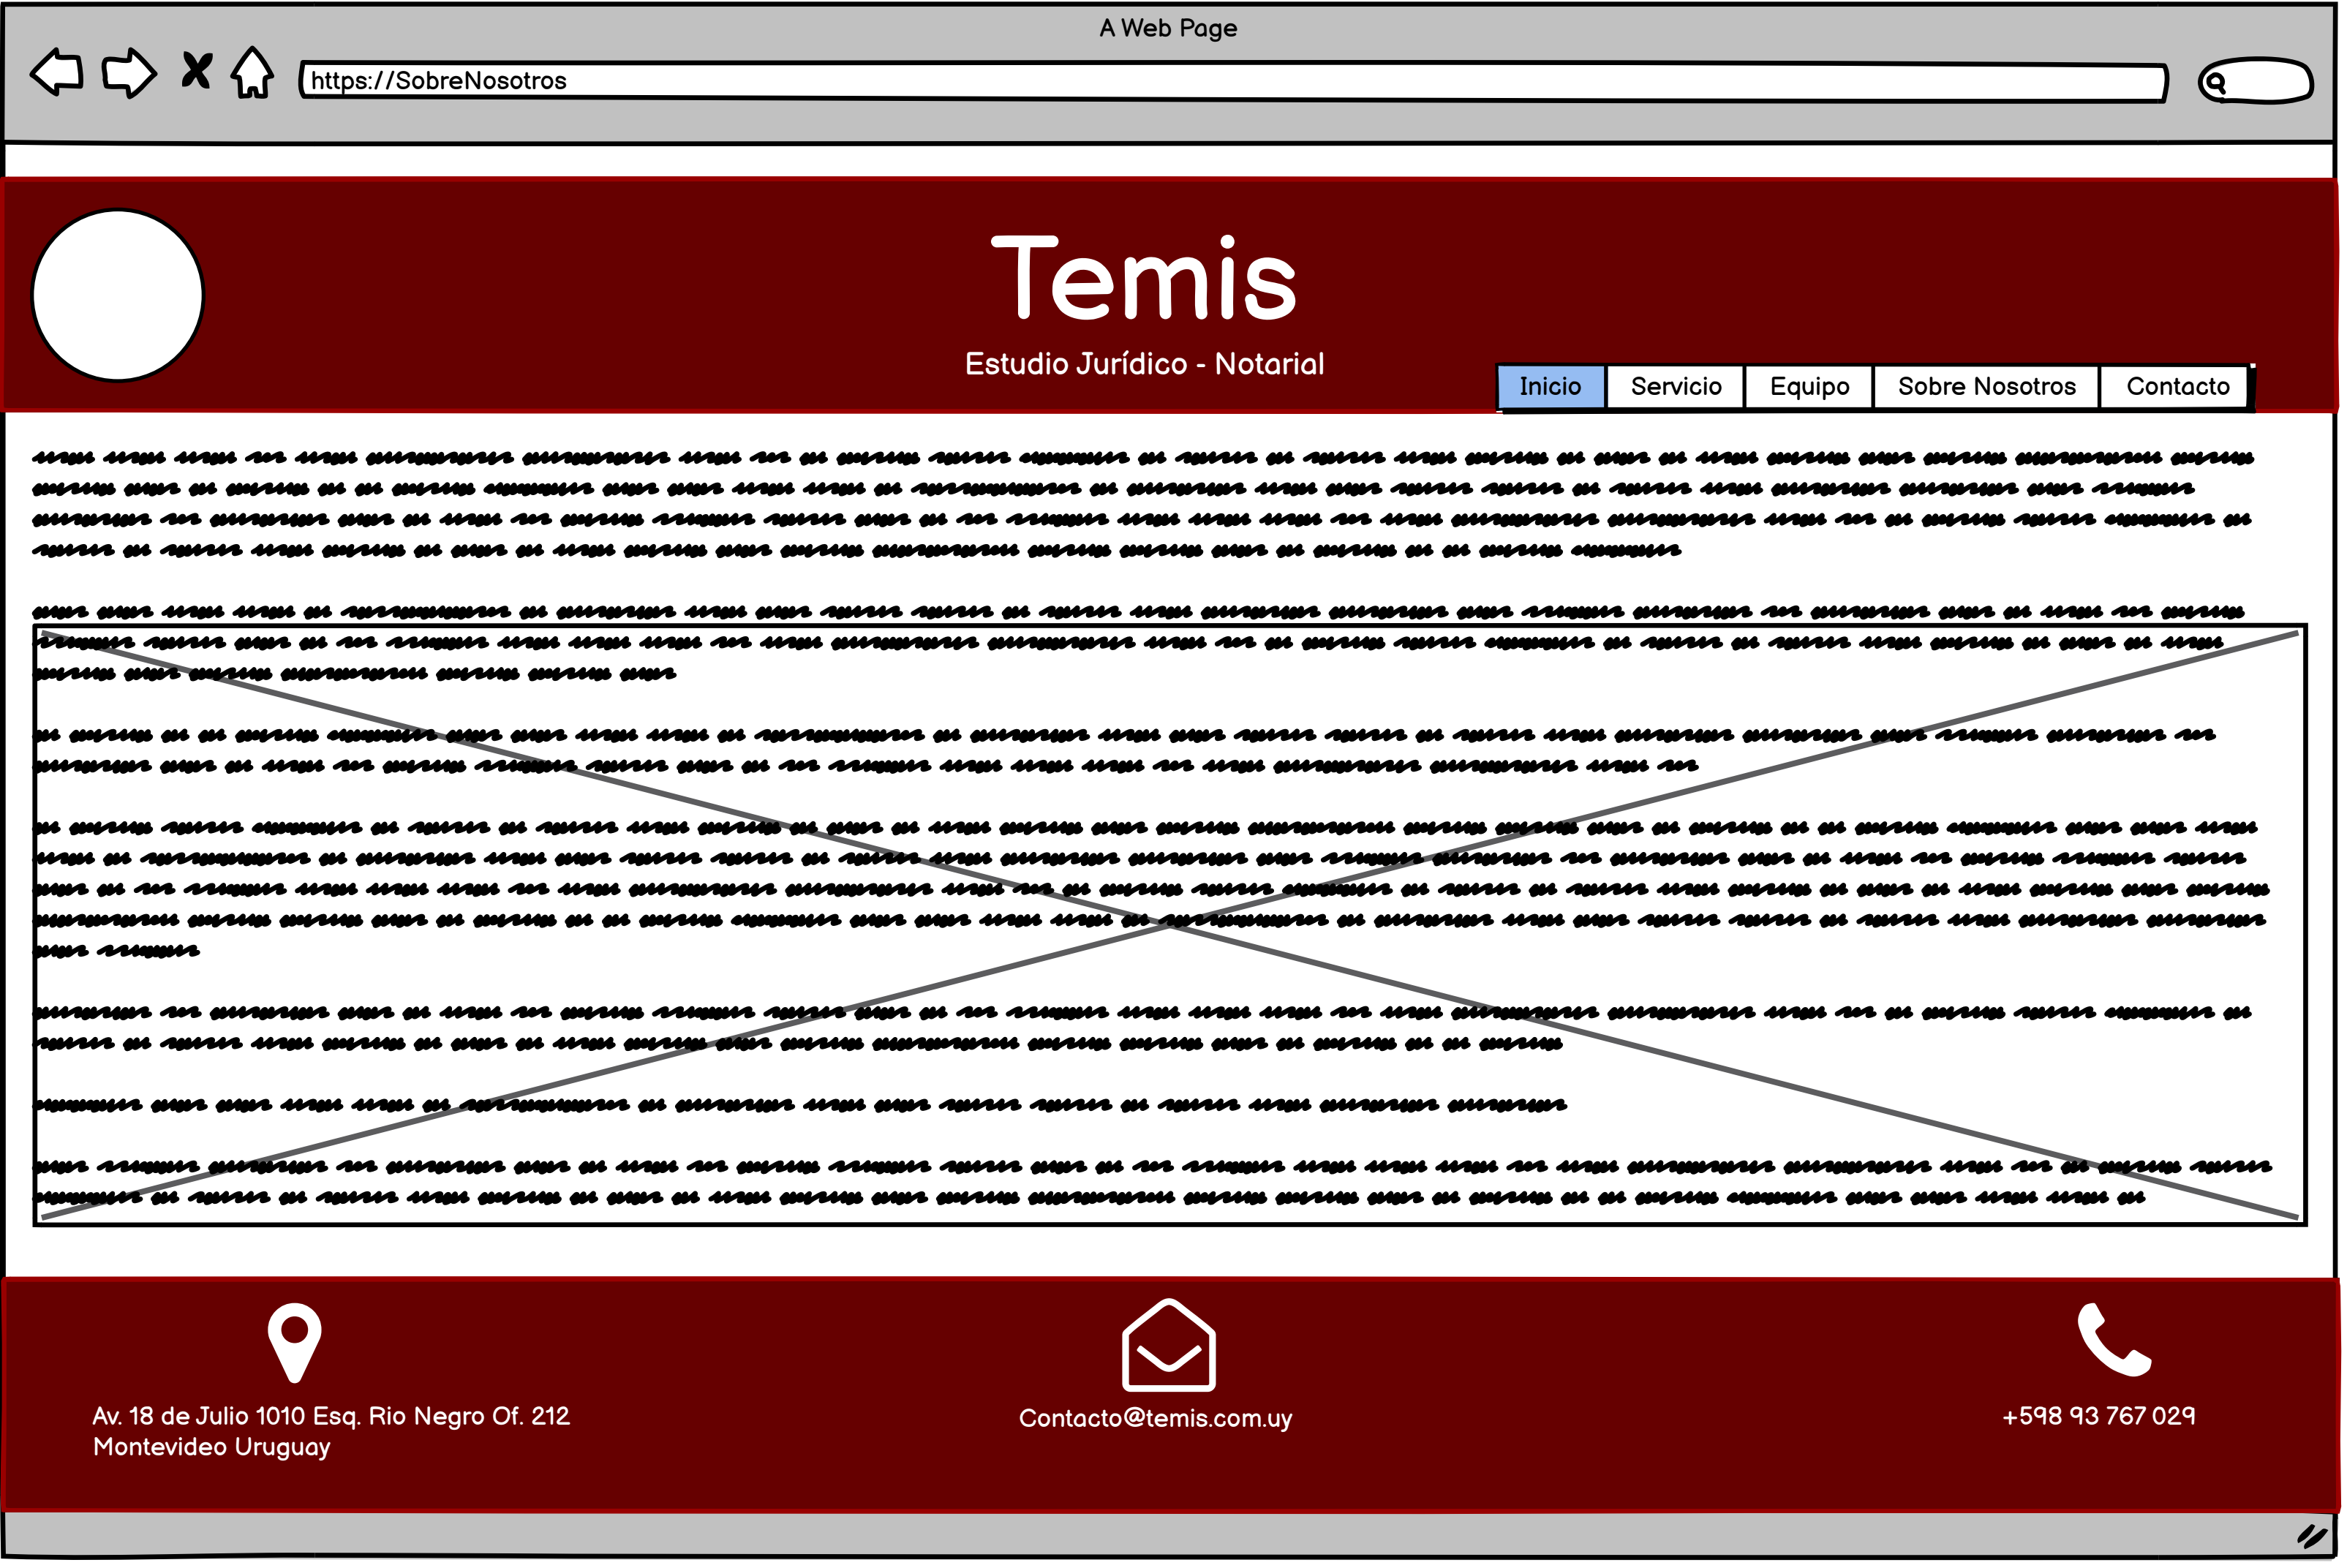 A Web Page
https://SobreNosotros
Temis
Estudio Jurídico - Notarial
Inicio Servicio Equipo Sobre Nosotros Contacto
Av. 18 de Julio 1010 Esq. Rio Negro Of. 212
Montevideo Uruguay
Contacto@temis.com.uy
+598 93 767 029